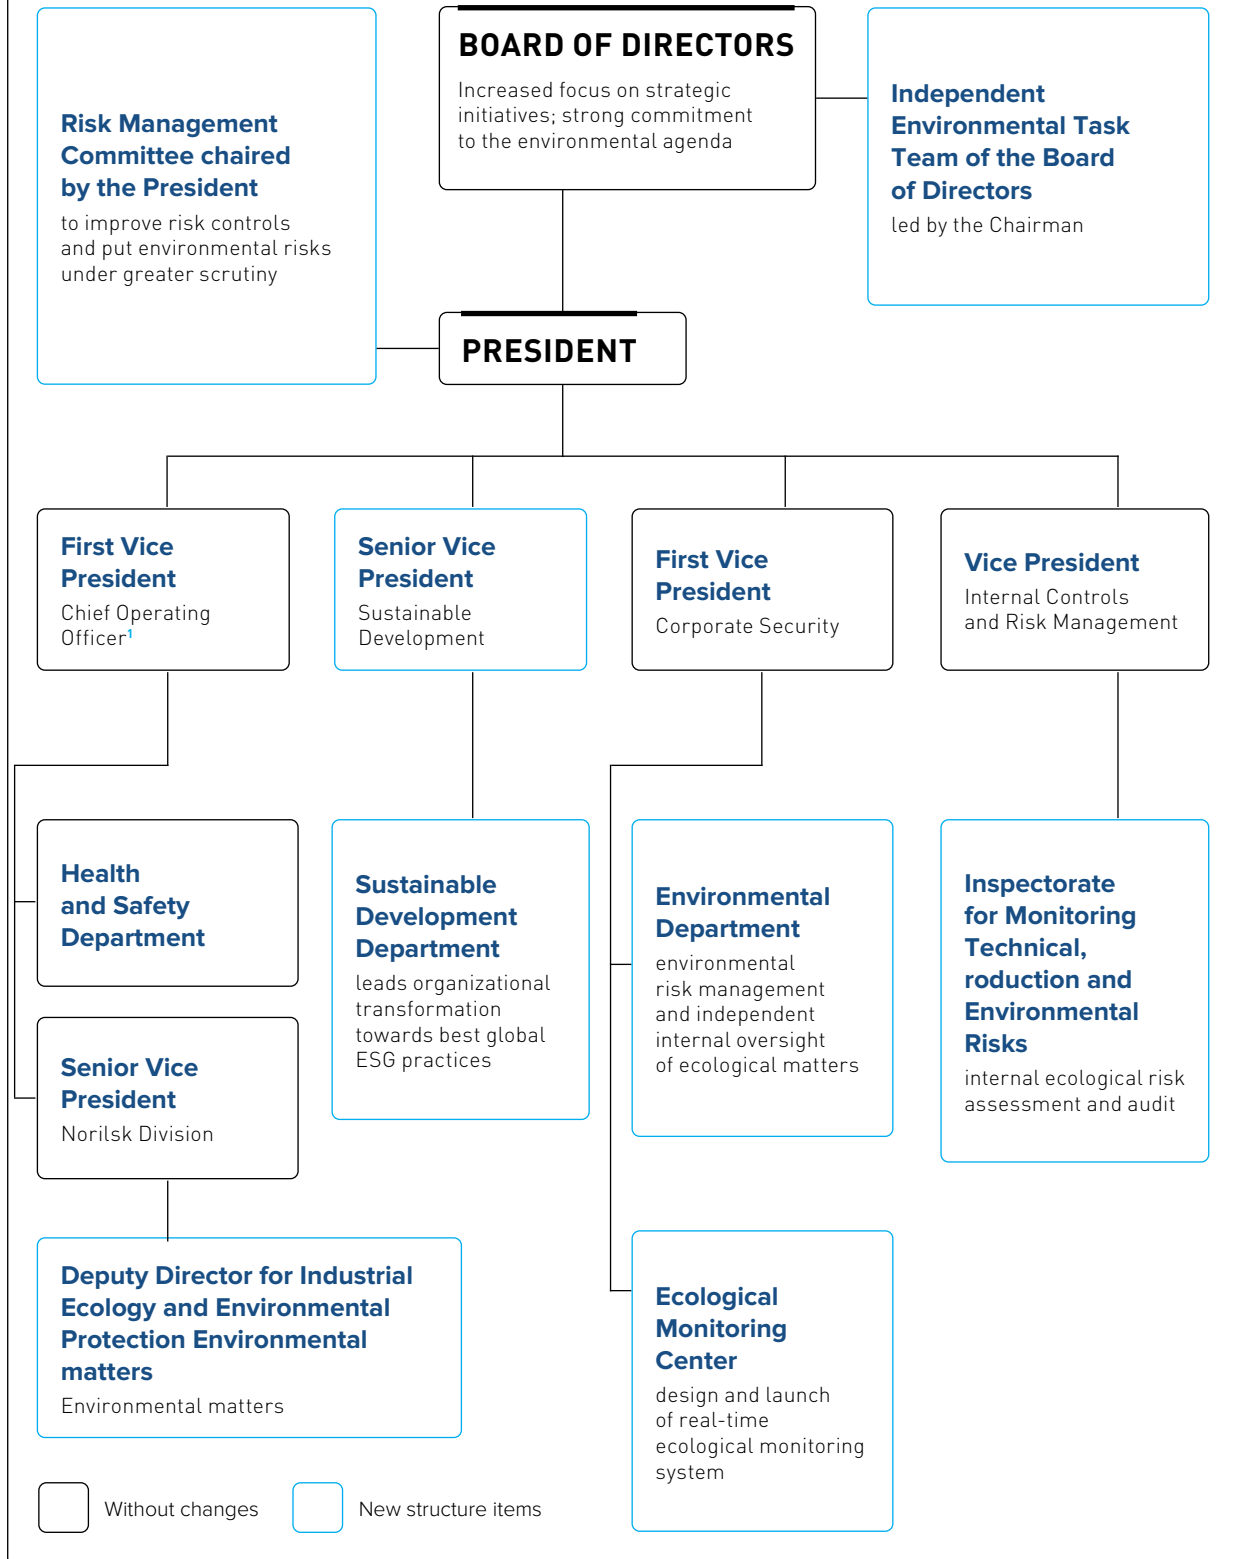 BOARD OF DIRECTORS
Increased focus on strategic
initiatives; strong commitment
to the environmental agenda
Risk Management
Committee chaired
by the President
to improve risk controls
and put environmental risks
under greater scrutiny
Independent
Environmental Task
Team of the Board
of Directors
led by the Chairman
PRESIDENT
First Vice
President
Chief Operating
Officer¹
Senior Vice
President
Sustainable
Development
First Vice
President
Corporate Security
Vice President
Internal Controls
and Risk Management
Health
and Safety
Department
Senior Vice
President
Norilsk Division
Deputy Director for Industrial
Ecology and Environmental
Protection Environmental
matters
Environmental matters
Sustainable
Development
Department
leads organizational
transformation
towards best global
ESG practices
Environmental
Department
environmental
risk management
and independent
internal oversight
of ecological matters
Ecological
Monitoring
Center
design and launch
of real-time
ecological monitoring
system
Inspectorate
for Monitoring
Technical,
roduction and
Environmental
Risks
internal ecological risk
assessment and audit
Without changes
New structure items